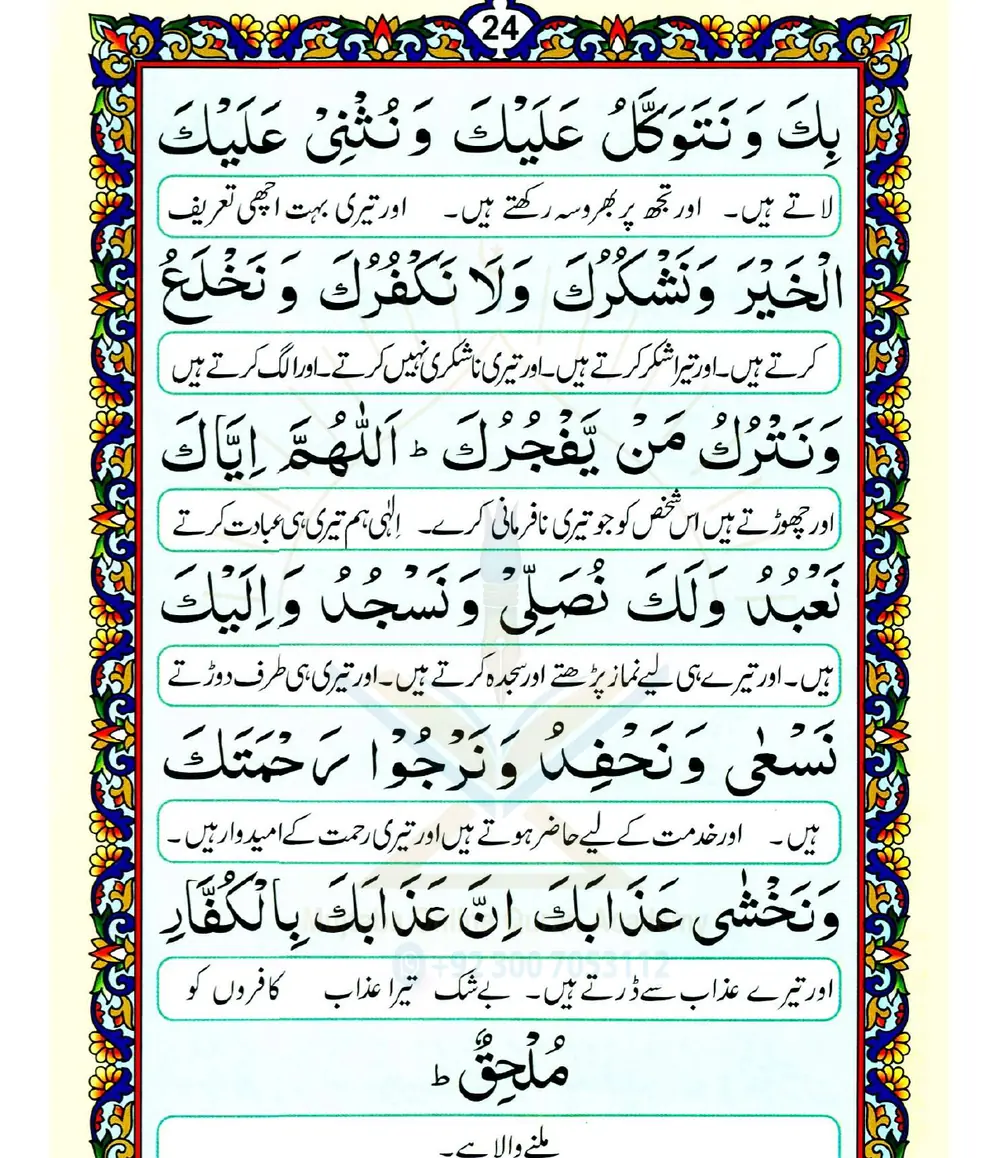 24
بِكَ وَ نَتَوَكَّلُ عَلَيْكَ وَ نُثْنِيْ عَلَيْكَ
لاتے ہیں۔ اور تجھ پر بھروسہ رکھتے ہیں۔ اور تیری بہت اچھی تعریف
الْخَيْرَ وَ نَشْكُرُكَ وَلَا نَكْفُرُكَ وَ نَخْلَعُ
کرتے ہیں۔ اور تیرا شکر کرتے ہیں۔ اور تیری ناشکری نہیں کرتے۔ اور الگ کرتے ہیں
وَ نَتْرُكُ مَنْ يَّفْجُرُكَ ط اَللّٰهُمَّ اِيَّاكَ
اور چھوڑتے ہیں اس شخص کو جو تیری نافرمانی کرے۔ الٰہی ہم تیری ہی عبادت کرتے
نَعْبُدُ وَلَكَ نُصَلِّيْ وَ نَسْجُدُ وَ اِلَيْكَ
ہیں۔ اور تیرے ہی لیے نماز پڑھتے اور سجدہ کرتے ہیں۔ اور تیری ہی طرف دوڑتے
نَسْعٰى وَ نَحْفِدُ وَ نَرْجُوْا رَحْمَتَكَ
ہیں۔ اور خدمت کے لیے حاضر ہوتے ہیں اور تیری رحمت کے امیدوار ہیں۔
وَ نَخْشٰى عَذَابَكَ اِنَّ عَذَابَكَ بِالْكُفَّارِ
+92 300 7053112
اور تیرے عذاب سے ڈرتے ہیں۔ بے شک تیرا عذاب کافروں کو
مُلْحِقٌ ط
ملنے والا ہے۔